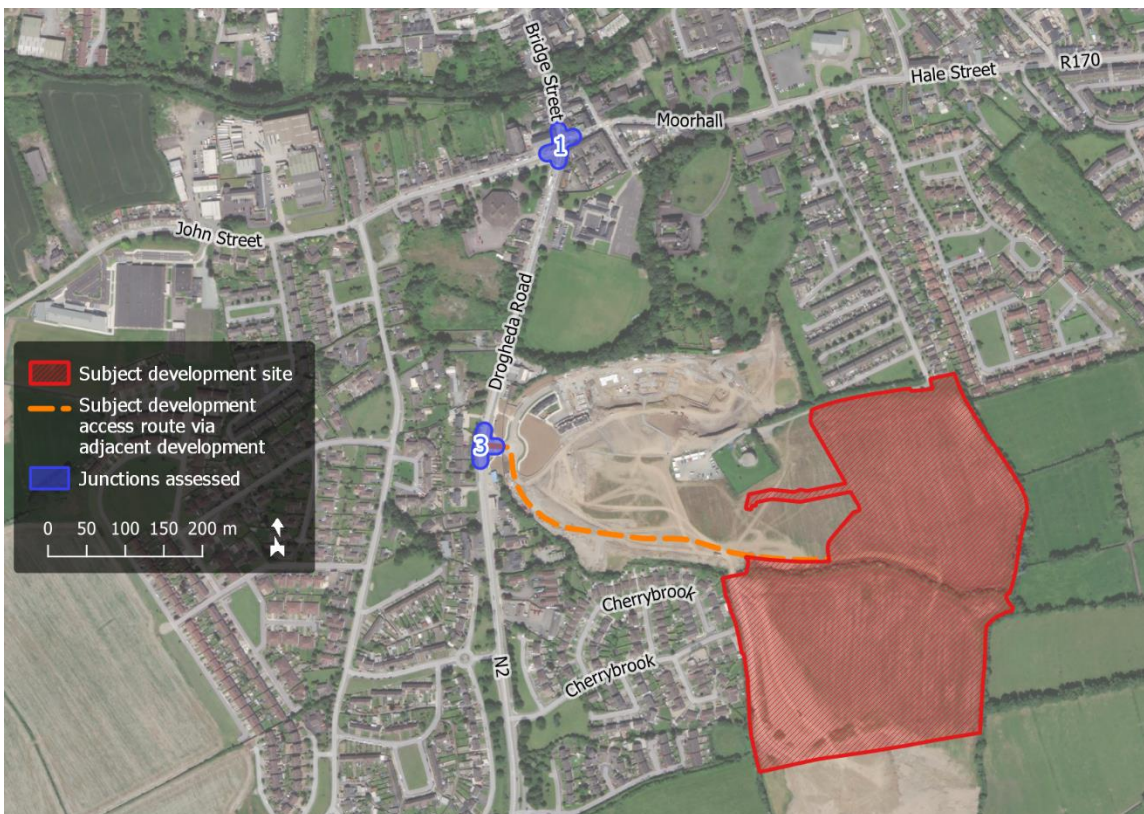 Bridge Street
Hale Street
R170
Moorhall
1
John Street
Drogheda Road
3
Subject development site
Subject development
access route via
adjacent development
Junctions assessed
0 50 100 150 200 m
Cherrybrook
Cherrybrook
N2